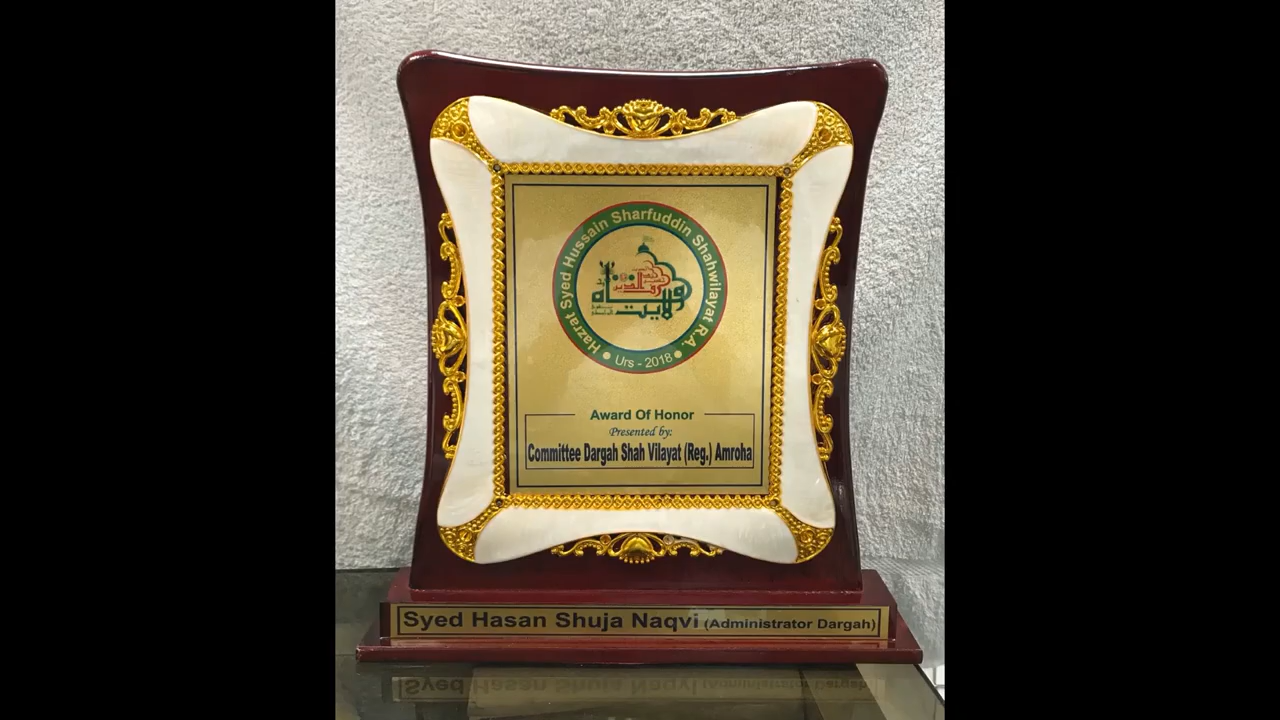 Hazrat Syed Hussain Sharfuddin Shahwilayat R.A.
ولایت
Urs - 2018
Award Of Honor
Presented by:
Committee Dargah Shah Vilayat (Reg.) Amroha
Syed Hasan Shuja Naqvi (Administrator Dargah)